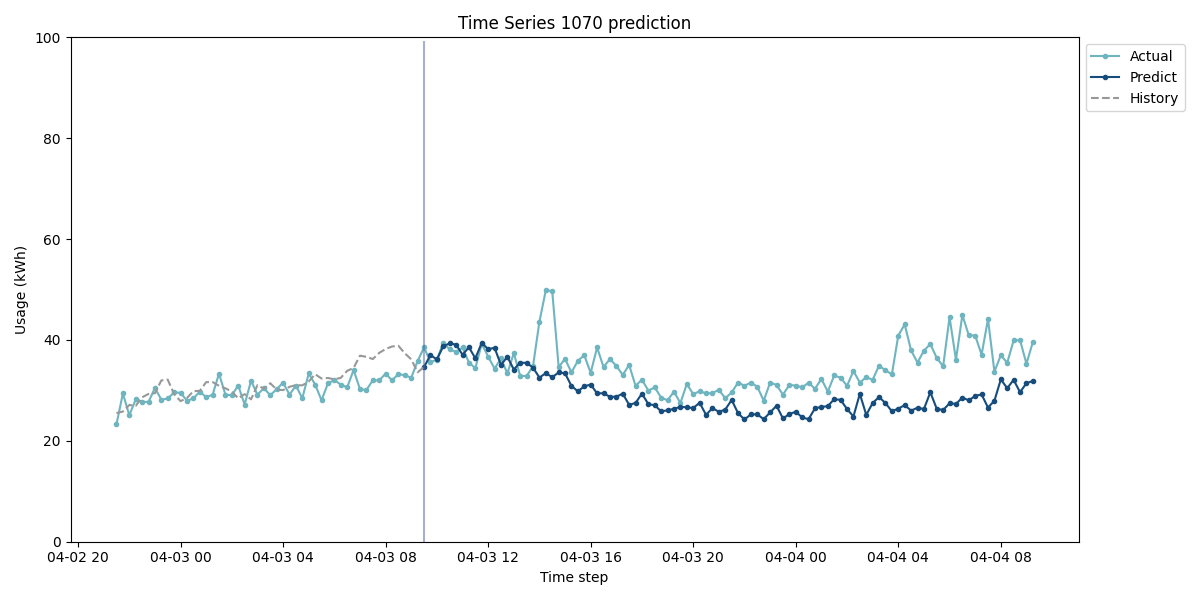 Time Series 1070 prediction
100
80
60
40
20
0
Usage (kWh)
04-02 20
04-03 00
04-03 04
04-03 08
04-03 12
04-03 16
04-03 20
04-04 00
04-04 04
04-04 08
Time step
Actual
Predict
History